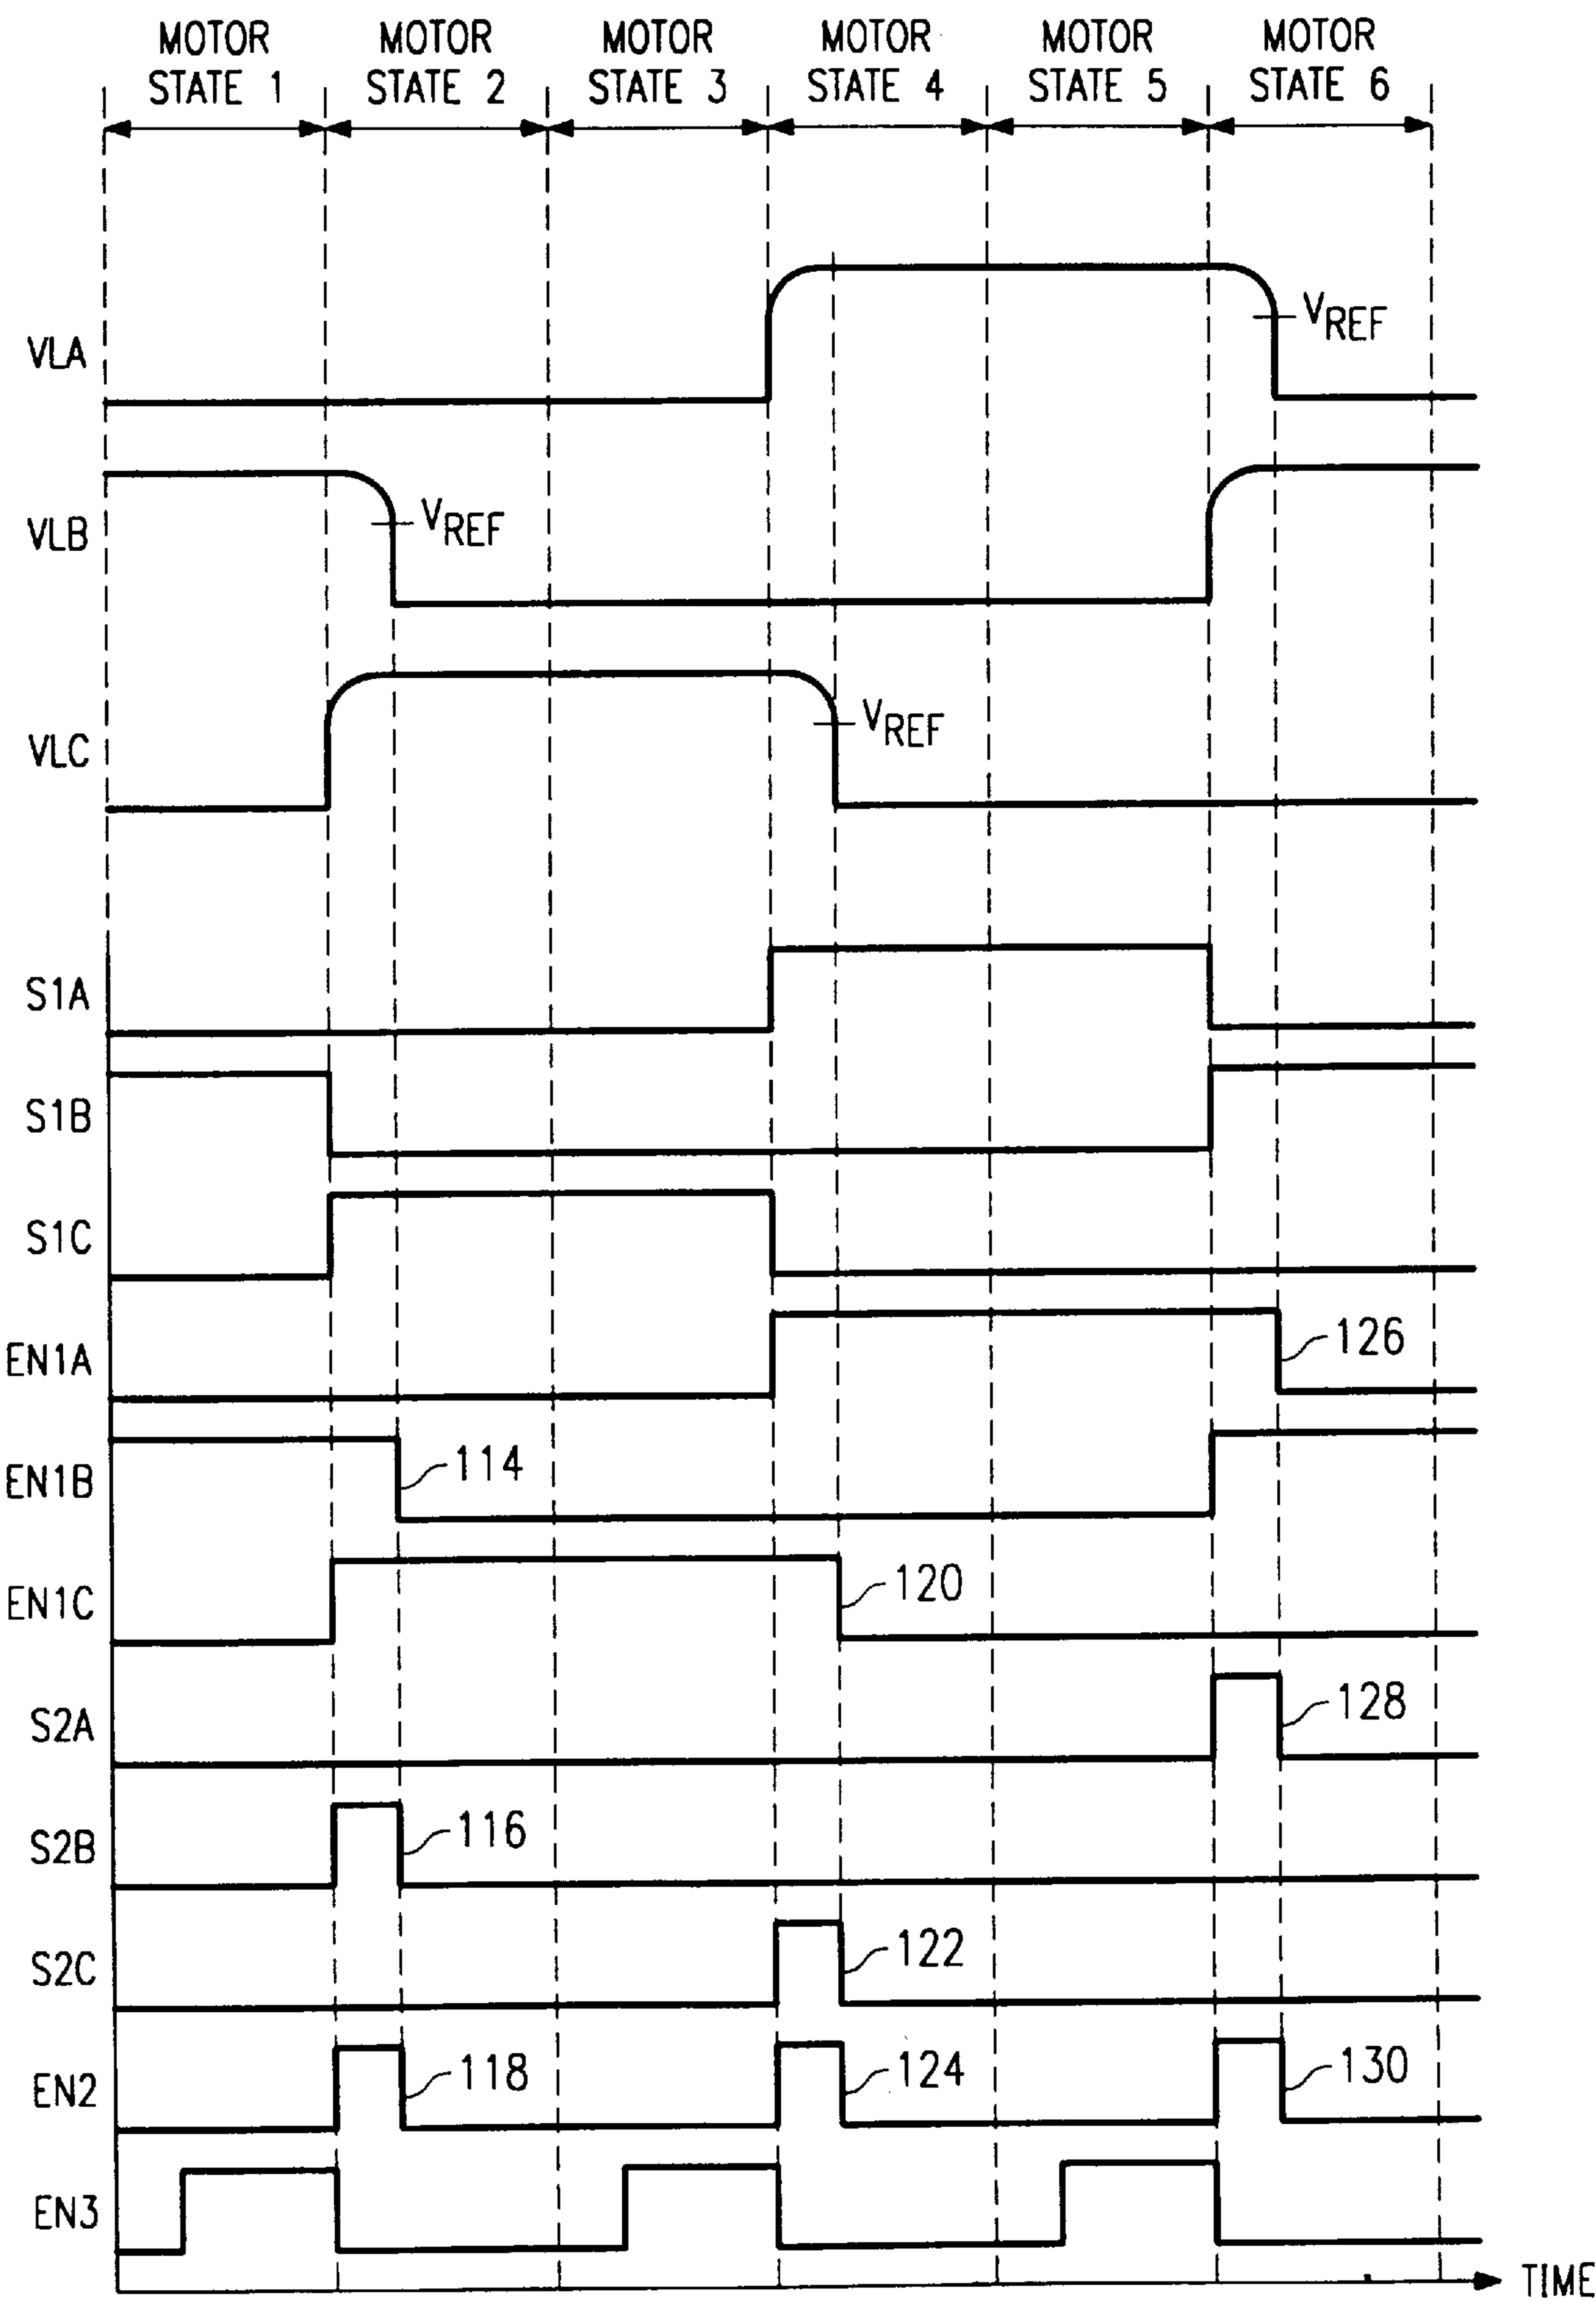 MOTOR STATE 1
MOTOR STATE 2
MOTOR STATE 3
MOTOR STATE 4
MOTOR STATE 5
MOTOR STATE 6
VLA
VREF
VLB
VREF
VLC
VREF
S1A
S1B
S1C
EN1A
126
EN1B
114
EN1C
120
S2A
128
S2B
116
S2C
122
EN2
118
124
130
EN3
TIME